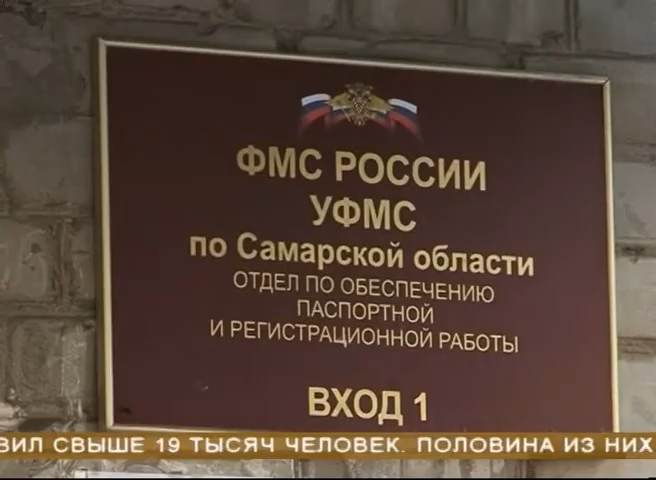 ФМС РОССИИ
УФМС
по Самарской области
ОТДЕЛ ПО ОБЕСПЕЧЕНИЮ
ПАСПОРТНОЙ
И РЕГИСТРАЦИОННОЙ РАБОТЫ
ВХОД 1
ВИЛ СВЫШЕ 19 ТЫСЯЧ ЧЕЛОВЕК. ПОЛОВИНА ИЗ НИХ